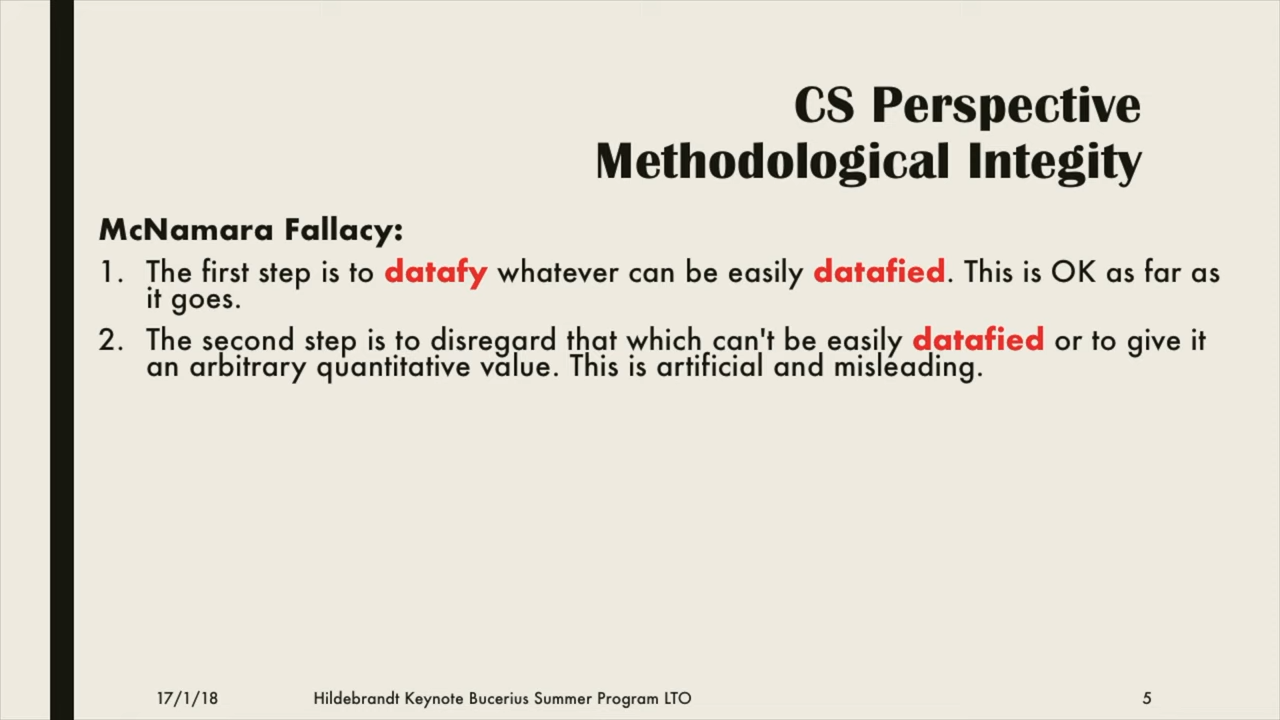 CS Perspective
Methodological Integity
McNamara Fallacy:
1. The first step is to datafy whatever can be easily datafied. This is OK as far as
it goes.
2. The second step is to disregard that which can't be easily datafied or to give it
an arbitrary quantitative value. This is artificial and misleading.
17/1/18 Hildebrandt Keynote Bucerius Summer Program LTO 5